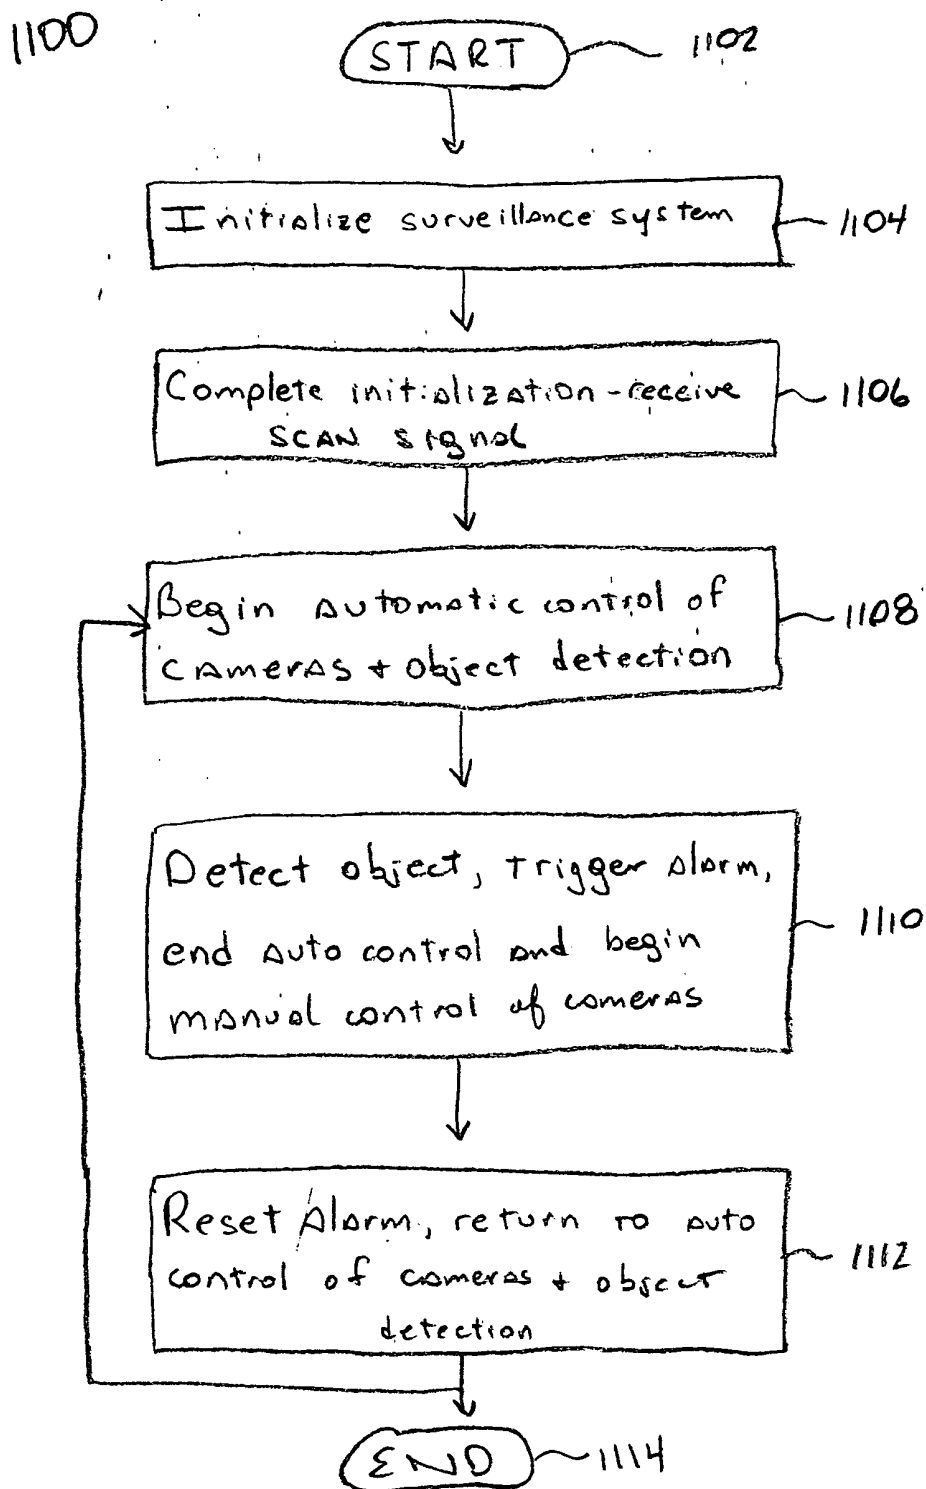 1100
START
1102
Initialize surveillance system
1104
Complete initialization-receive
SCAN signal
1106
Begin automatic control of
cameras + object detection
1108
Detect object, trigger alarm,
end auto control and begin
manual control of cameras
1110
Reset Alarm, return to auto
control of cameras + object
detection
1112
END
1114